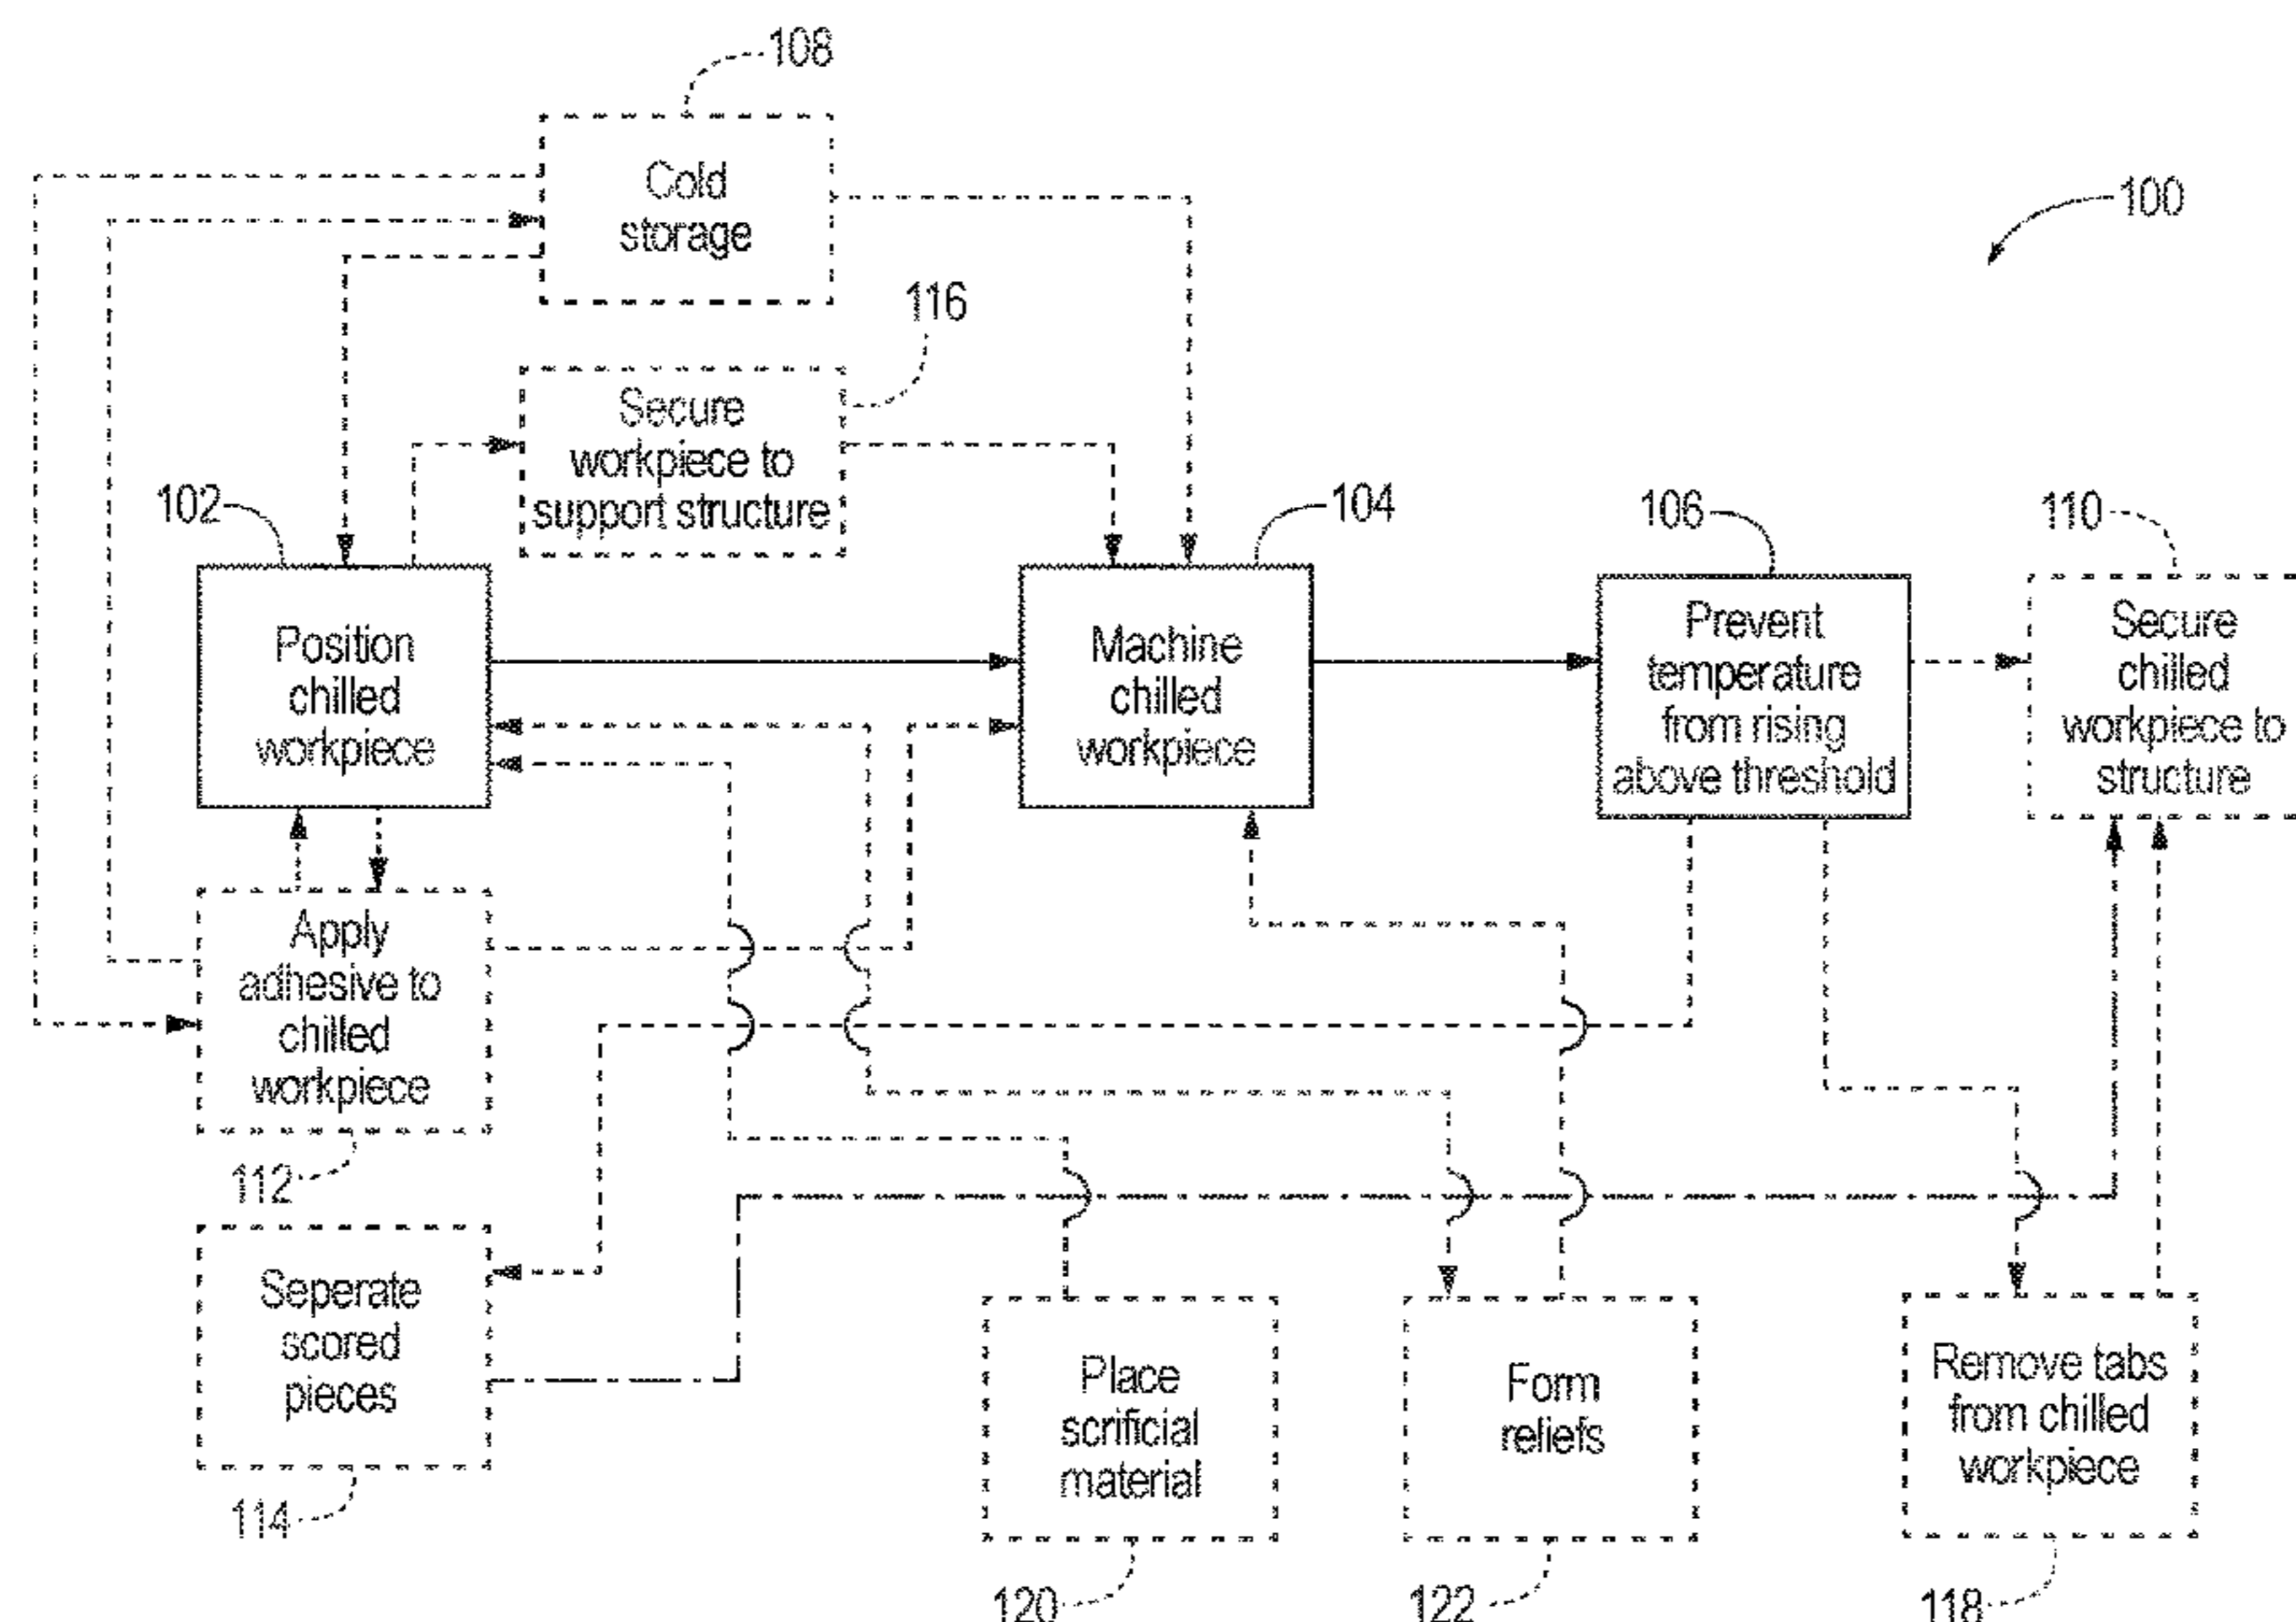 108
Cold
storage
100
116
Secure
workpiece to
support structure
102
104
106
110
Position
chilled
workpiece
Machine
chilled
workpiece
Prevent
temperature
from rising
above threshold
Secure
chilled
workpiece to
structure
Apply
adhesive to
chilled
workpiece
112
Seperate
scored
pieces
114
Place
scrificial
material
120
Form
reliefs
122
Remove tabs
from chilled
workpiece
118